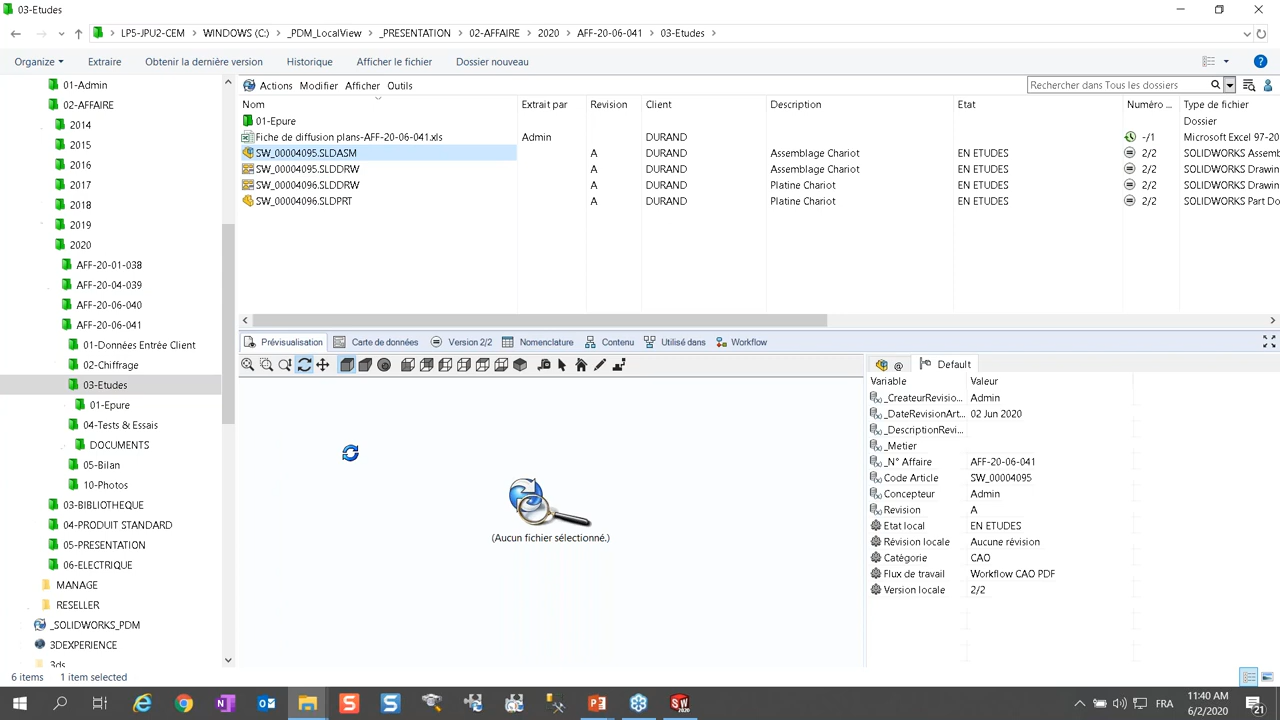 03-Etudes
LP5-JPU2-CEM > WINDOWS (C:) > _PDM_LocalView > _PRESENTATION > 02-AFFAIRE > 2020 > AFF-20-06-041 > 03-Etudes >
Organize Extraire Obtenir la dernière version Historique Afficher le fichier Dossier nouveau
Actions Modifier Afficher Outils Rechercher dans Tous les dossiers
Nom Extrait par Revision Client Description Etat Numéro ... Type de fichier
01-Epure Dossier
Fiche de diffusion plans-AFF-20-06-041.xls Admin DURAND -/1 Microsoft Excel 97-2
SW_00004095.SLDASM A DURAND Assemblage Chariot EN ETUDES 2/2 SOLIDWORKS Assemb
SW_00004095.SLDDRW A DURAND Assemblage Chariot EN ETUDES 2/2 SOLIDWORKS Drawin
SW_00004096.SLDDRW A DURAND Platine Chariot EN ETUDES 2/2 SOLIDWORKS Drawin
SW_00004096.SLDPRT A DURAND Platine Chariot EN ETUDES 2/2 SOLIDWORKS Part Do
01-Admin
02-AFFAIRE
2014
2015
2016
2017
2018
2019
2020
AFF-20-01-038
AFF-20-04-039
AFF-20-06-040
AFF-20-06-041
01-Données Entrée Client
02-Chiffrage
03-Etudes
01-Epure
04-Tests & Essais
DOCUMENTS
05-Bilan
10-Photos
03-BIBLIOTHEQUE
04-PRODUIT STANDARD
05-PRESENTATION
06-ELECTRIQUE
MANAGE
RESELLER
_SOLIDWORKS_PDM
3DEXPERIENCE
3ds
Prévisualisation Carte de données Version 2/2 Nomenclature Contenu Utilisé dans Workflow
(Aucun fichier sélectionné.)
@ Default
Variable Valeur
_CreateurRevisio... Admin
_DateRevisionArt... 02 Jun 2020
_DescriptionRevi...
_Metier
_N° Affaire AFF-20-06-041
Code Article SW_00004095
Concepteur Admin
Revision A
Etat local EN ETUDES
Révision locale Aucune révision
Catégorie CAO
Flux de travail Workflow CAO PDF
Version locale 2/2
6 items 1 item selected
FRA
11:40 AM
6/2/2020
21